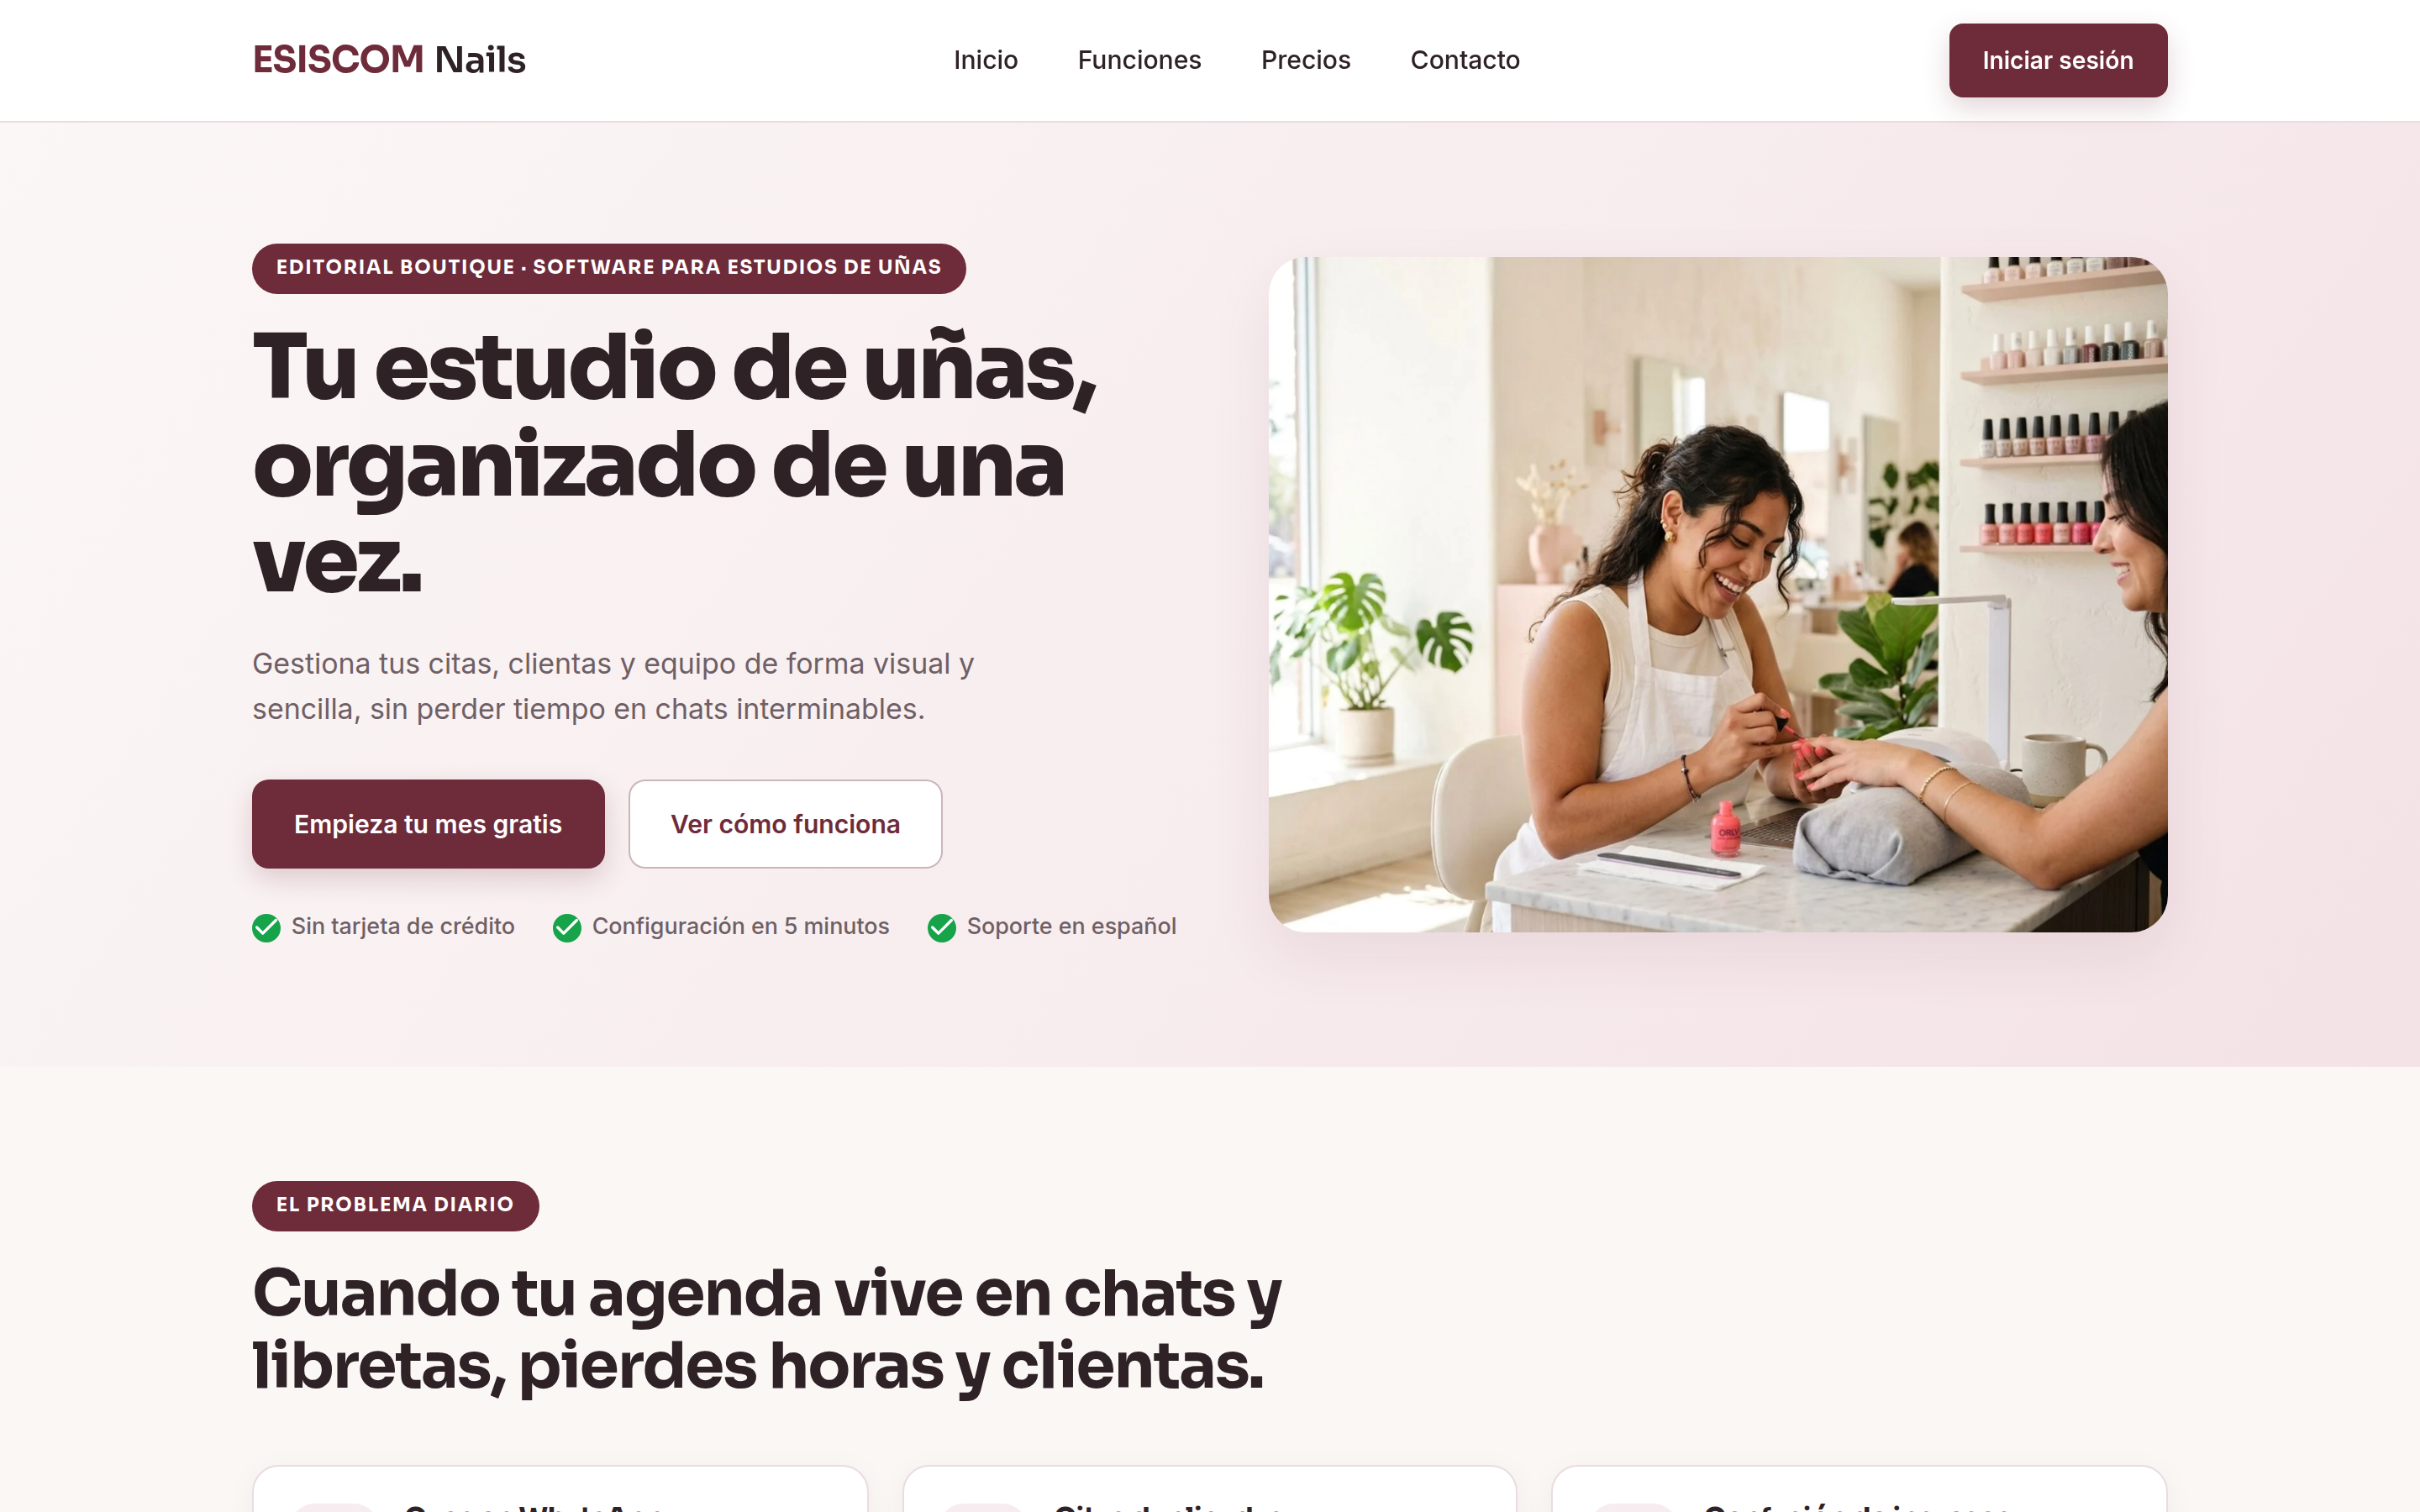 ESISCOM Nails
Inicio
Funciones
Precios
Contacto
Iniciar sesión
EDITORIAL BOUTIQUE · SOFTWARE PARA ESTUDIOS DE UÑAS
Tu estudio de uñas,
organizado de una
vez.
Gestiona tus citas, clientas y equipo de forma visual y
sencilla, sin perder tiempo en chats interminables.
Empieza tu mes gratis
Ver cómo funciona
Sin tarjeta de crédito
Configuración en 5 minutos
Soporte en español
ORLY
EL PROBLEMA DIARIO
Cuando tu agenda vive en chats y
libretas, pierdes horas y clientas.